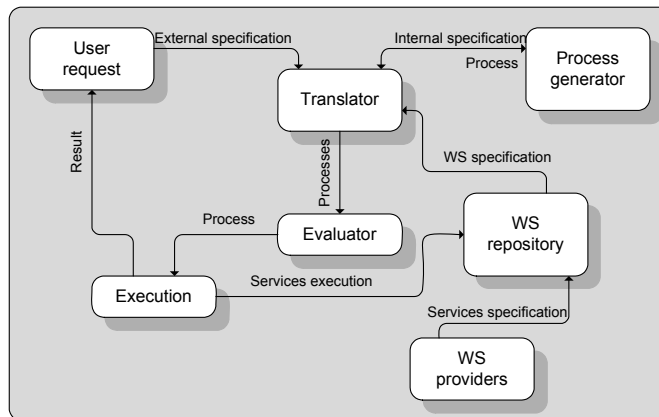 User
request
External specification
Internal specification
Process
Process
generator
Translator
Result
Processes
WS specification
Process
Evaluator
WS
repository
Execution
Services execution
Services specification
WS
providers